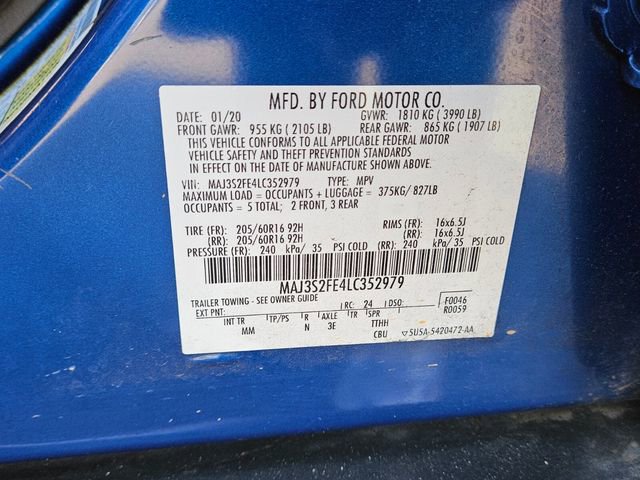 MFD. BY FORD MOTOR CO.
DATE: 01/20 GVWR: 1810 KG ( 3990 LB)
FRONT GAWR: 955 KG ( 2105 LB) REAR GAWR: 865 KG ( 1907 LB)
THIS VEHICLE CONFORMS TO ALL APPLICABLE FEDERAL MOTOR
VEHICLE SAFETY AND THEFT PREVENTION STANDARDS
IN EFFECT ON THE DATE OF MANUFACTURE SHOWN ABOVE.
VIN: MAJ3S2FE4LC352979 TYPE: MPV
MAXIMUM LOAD = OCCUPANTS + LUGGAGE = 375KG/ 827LB
OCCUPANTS = 5 TOTAL; 2 FRONT, 3 REAR
TIRE (FR): 205/60R16 92H RIMS (FR): 16x6.5J
(RR): 205/60R16 92H (RR): 16x6.5J
PRESSURE (FR): 240 kPa/ 35 PSI COLD (RR): 240 kPa/ 35 PSI COLD
MAJ3S2FE4LC352979
TRAILER TOWING - SEE OWNER GUIDE
EXT PNT: RC: 24 DSO: F0046
R0059
INT TR TP/PS R AXLE TR SPR
MM N 3E TTHH
CBU 5U5A-5420472-AA